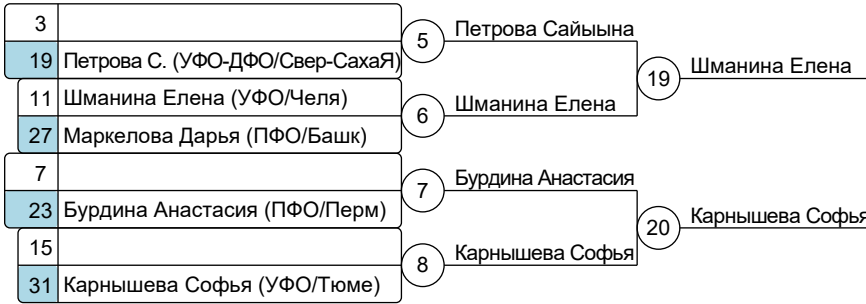 3
19 Петрова С. (УФО-ДФО/Свер-СахаЯ)
5
Петрова Сайыына
11 Шманина Елена (УФО/Челя)
27 Маркелова Дарья (ПФО/Башк)
6
Шманина Елена
19
Шманина Елена
7
23 Бурдина Анастасия (ПФО/Перм)
7
Бурдина Анастасия
15
31 Карнышева Софья (УФО/Тюме)
8
Карнышева Софья
20
Карнышева Софья